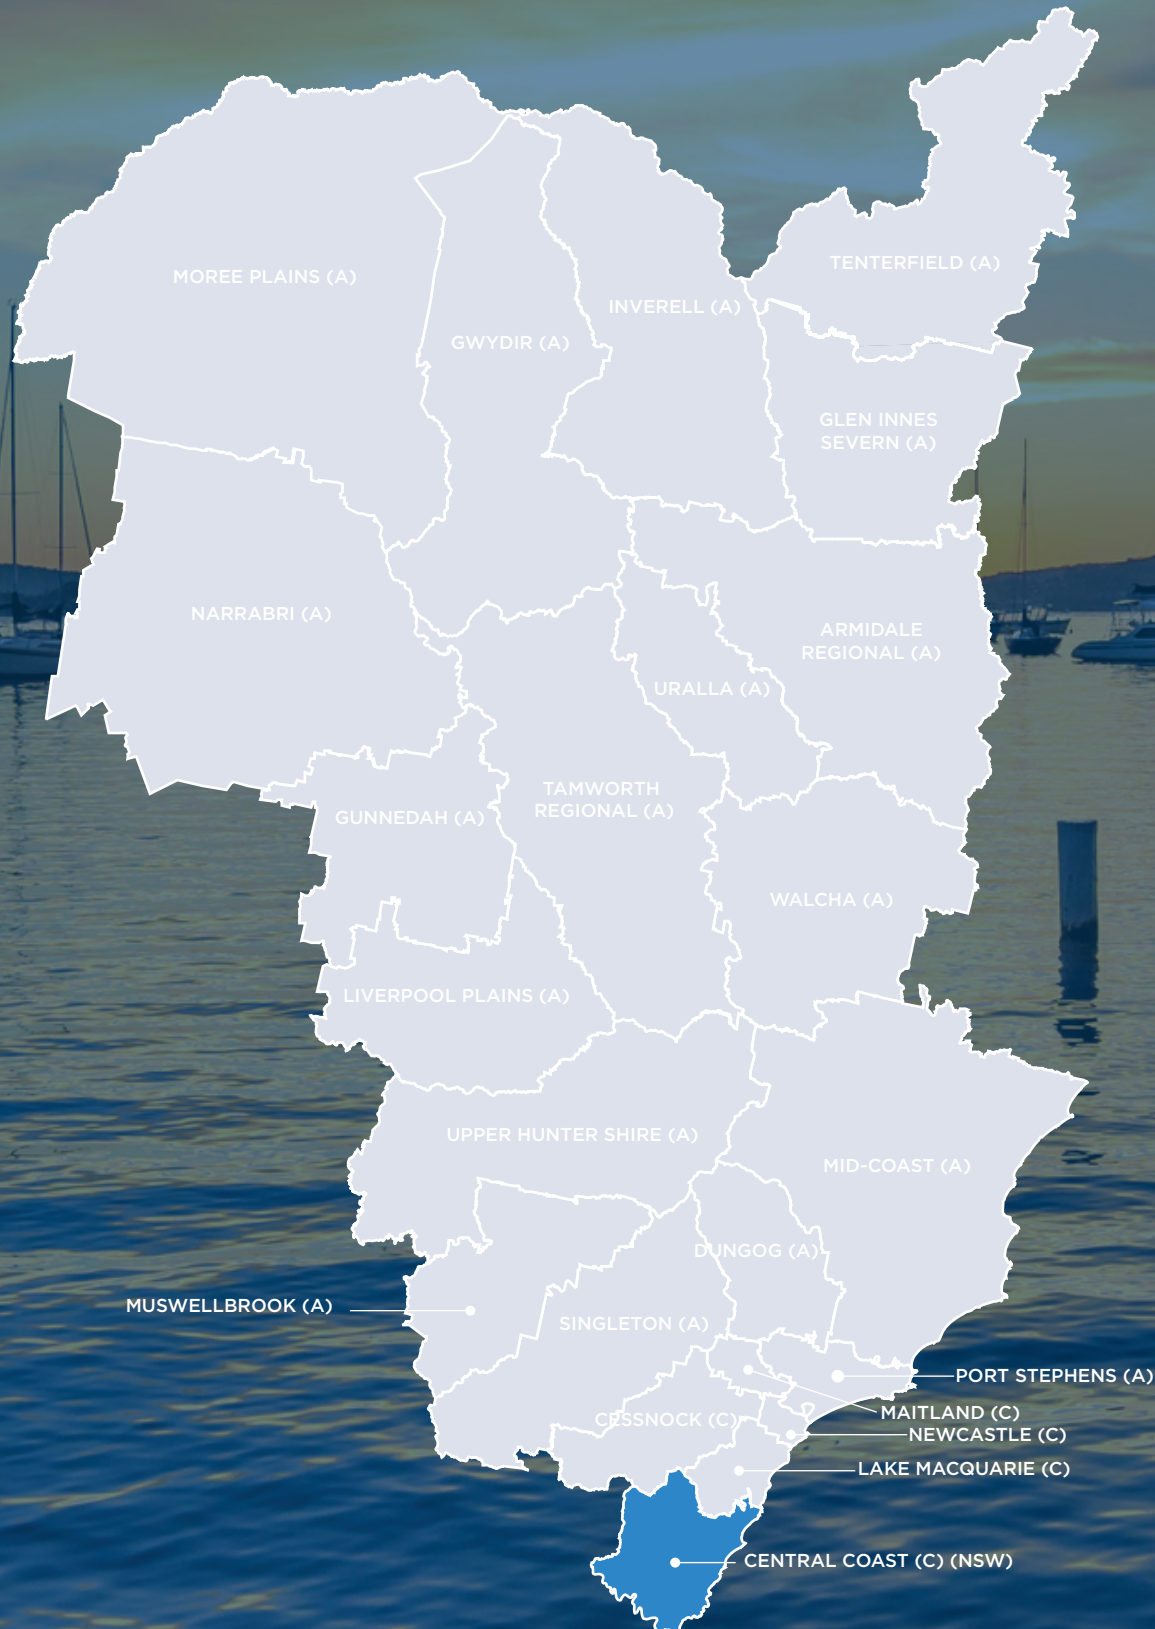 TENTERFIELD (A)
MOREE PLAINS (A)
INVERELL (A)
GWYDIR (A)
GLEN INNES
SEVERN (A)
NARRABRI (A)
ARMIDALE
REGIONAL (A)
URALLA (A)
TAMWORTH
REGIONAL (A)
GUNNEDAH (A)
WALCHA (A)
LIVERPOOL PLAINS (A)
UPPER HUNTER SHIRE (A)
MID-COAST (A)
DUNGOG (A)
MUSWELLBROOK (A)
SINGLETON (A)
PORT STEPHENS (A)
MAITLAND (C)
CESSNOCK (C)
NEWCASTLE (C)
LAKE MACQUARIE (C)
CENTRAL COAST (C) (NSW)